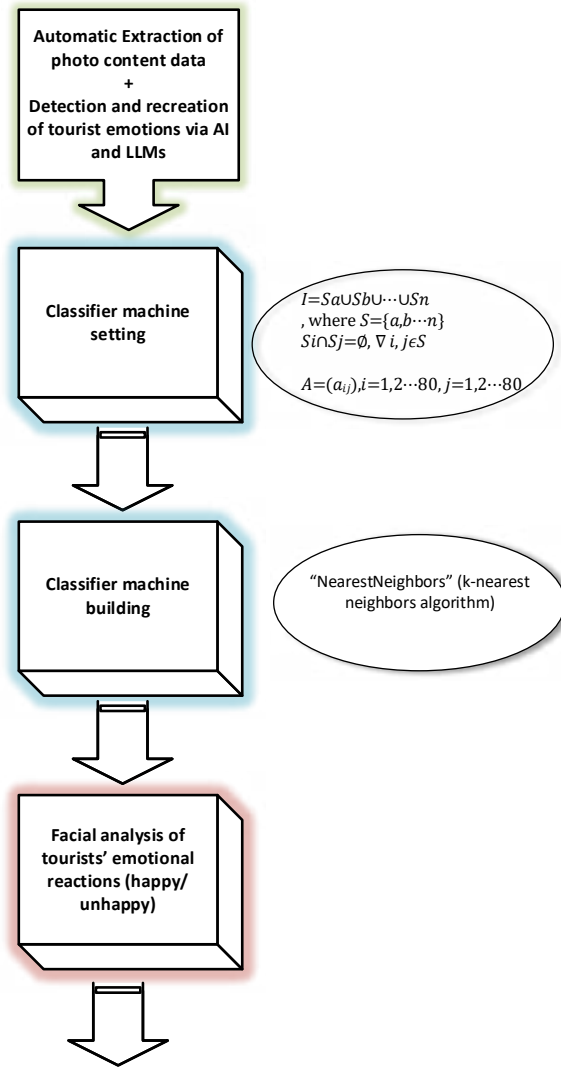 Automatic Extraction of
photo content data
+
Detection and recreation
of tourist emotions via AI
and LLMs
Classifier machine
setting
I=Sa∪Sb∪⋯∪Sn
, where S={a,b⋯n}
Si∩Sj=∅, ∇ i, jϵS
A=(aᵢⱼ),i=1,2⋯80, j=1,2⋯80
Classifier machine
building
“NearestNeighbors” (k-nearest
neighbors algorithm)
Facial analysis of
tourists’ emotional
reactions (happy/
unhappy)